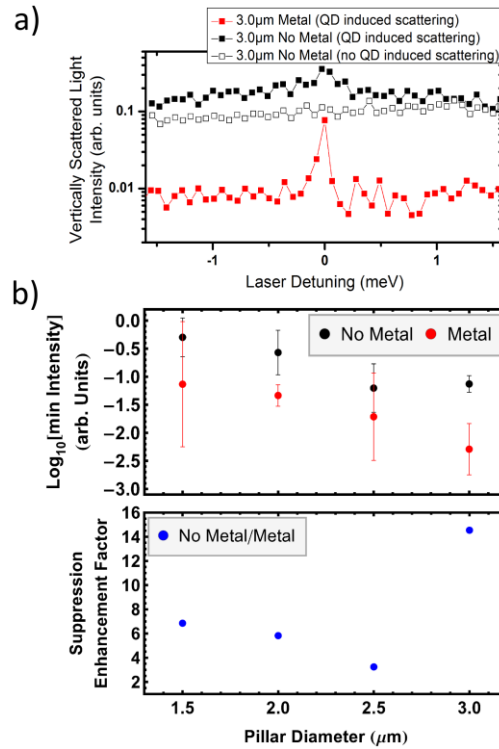 a)
3.0μm Metal (QD induced scattering)
3.0μm No Metal (QD induced scattering)
3.0μm No Metal (no QD induced scattering)
Vertically Scattered Light
Intensity (arb. units)
0.1
0.01
-1
0
1
Laser Detuning (meV)
b)
No Metal
Metal
Log10[min Intensity]
(arb. Units)
0.0
-0.5
-1.0
-1.5
-2.0
-2.5
-3.0
No Metal/Metal
Suppression
Enhancement Factor
16
14
12
10
8
6
4
2
1.5
2.0
2.5
3.0
Pillar Diameter (μm)